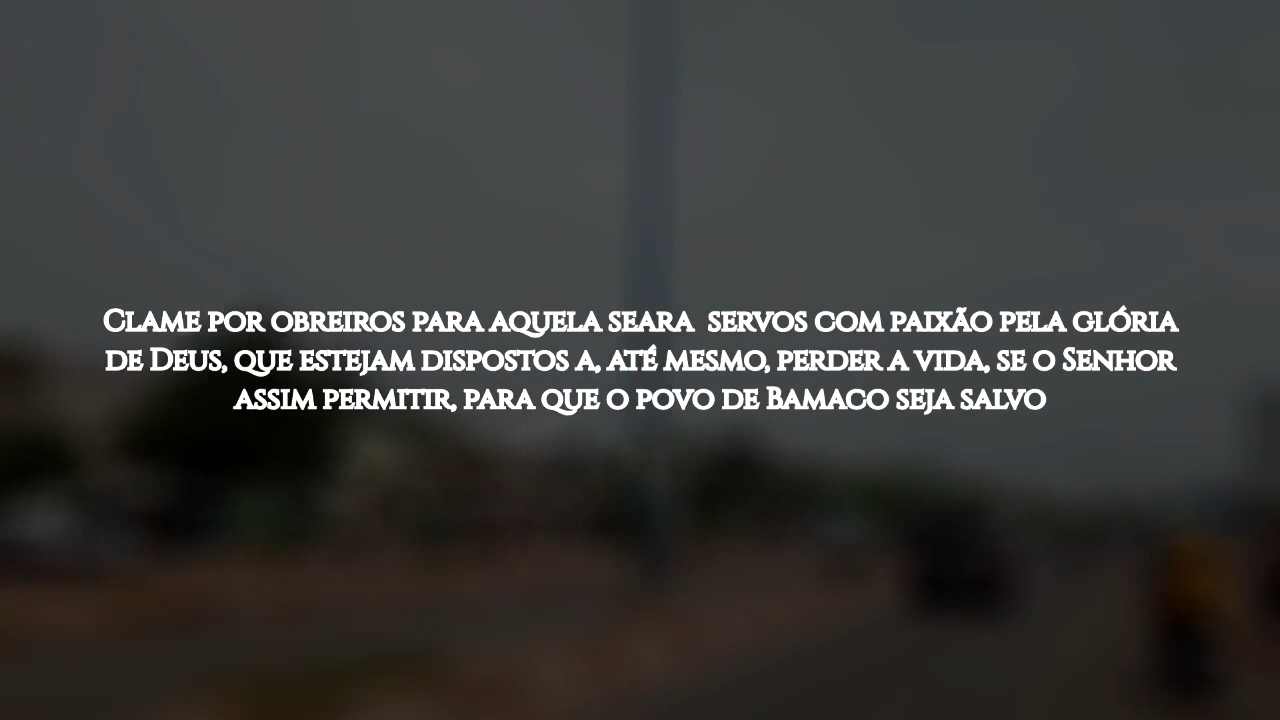 Clame por obreiros para aquela seara  servos com paixão pela glória
de Deus, que estejam dispostos a, até mesmo, perder a vida, se o Senhor
assim permitir, para que o povo de Bamaco seja salvo